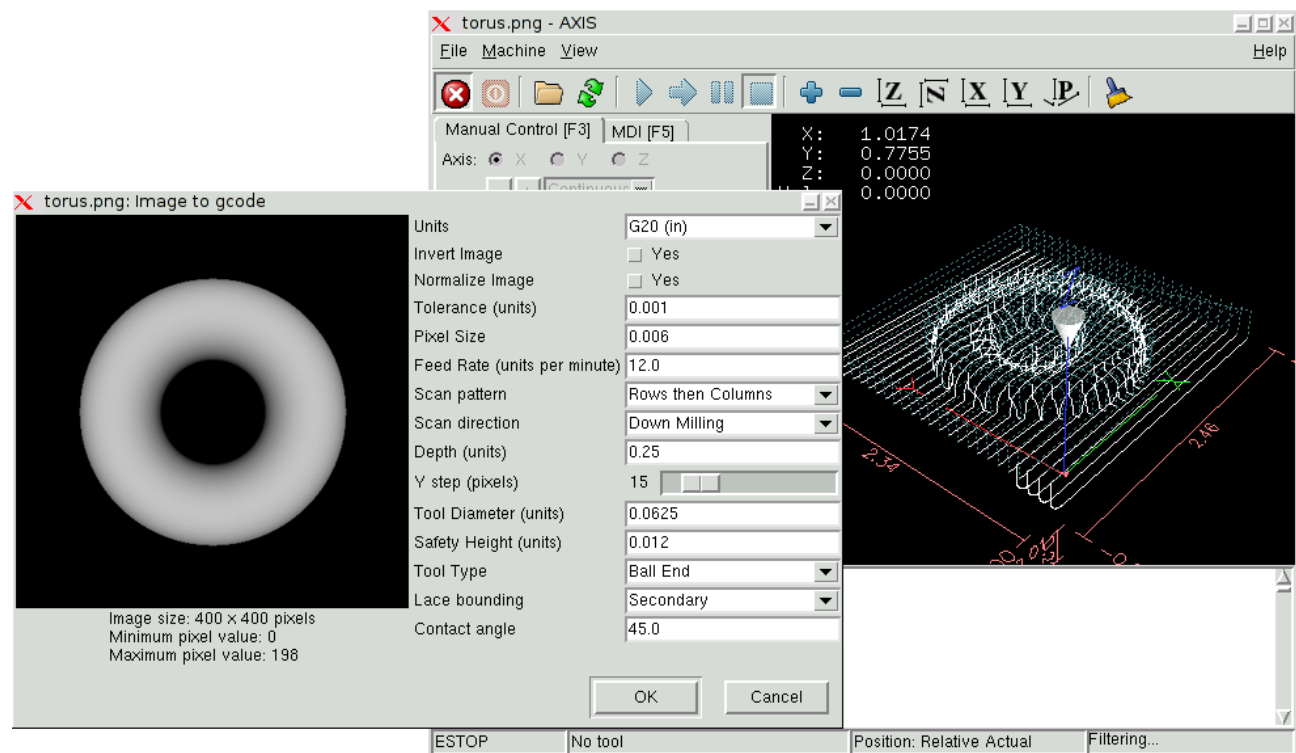 torus.png - AXIS
File Machine View Help
Z N X Y P
Manual Control [F3] MDI [F5]
Axis: X Y Z
Continuous
X: 1.0174
Y: 0.7755
Z: 0.0000
0.0000
torus.png: Image to gcode
Units G20 (in)
Invert Image Yes
Normalize Image Yes
Tolerance (units) 0.001
Pixel Size 0.006
Feed Rate (units per minute) 12.0
Scan pattern Rows then Columns
Scan direction Down Milling
Depth (units) 0.25
Y step (pixels) 15
Tool Diameter (units) 0.0625
Safety Height (units) 0.012
Tool Type Ball End
Lace bounding Secondary
Contact angle 45.0
Image size: 400 x 400 pixels
Minimum pixel value: 0
Maximum pixel value: 198
OK Cancel
X
Y
2.34
2.46
ESTOP No tool Position: Relative Actual Filtering...